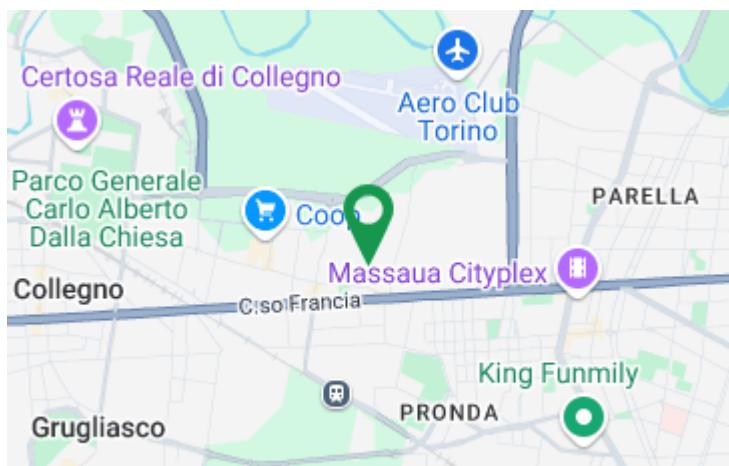 Certosa Reale di Collegno
Aero Club
Torino
Parco Generale
Carlo Alberto
Dalla Chiesa
Coop
PARELLA
Massaua Cityplex
Collegno
C.so Francia
King Funmily
PRONDA
Grugliasco